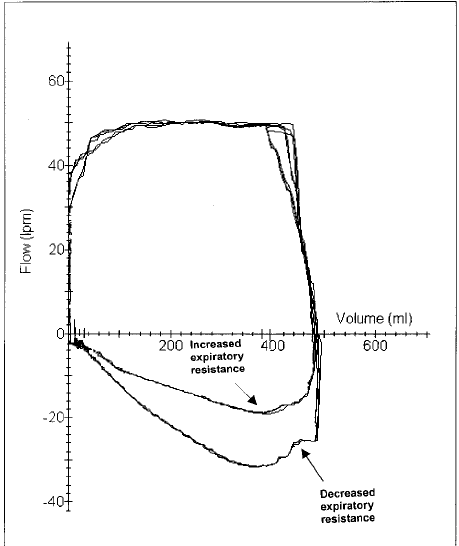 60
40
Flow (lpm)
20
Volume (ml)
0
200
400
600
Increased
expiratory
resistance
-20
-40
Decreased
expiratory
resistance